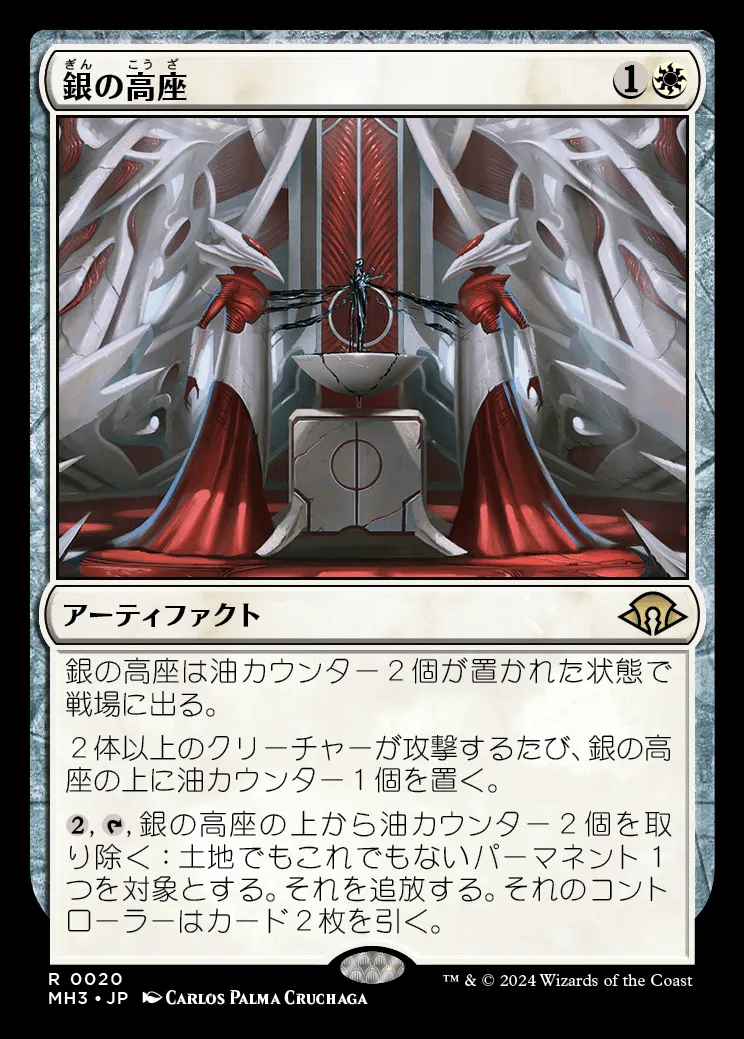 ぎん こう ざ
銀の高座 1
アーティファクト
銀の高座は油カウンター2個が置かれた状態で
戦場に出る。
2体以上のクリーチャーが攻撃するたび、銀の高
座の上に油カウンター1個を置く。
2, ,銀の高座の上から油カウンター2個を取
り除く:土地でもこれでもないパーマネント1
つを対象とする。それを追放する。それのコント
ローラーはカード2枚を引く。
R 0020
MH3 • JP CARLOS PALMA CRUCHAGA
™ & © 2024 Wizards of the Coast